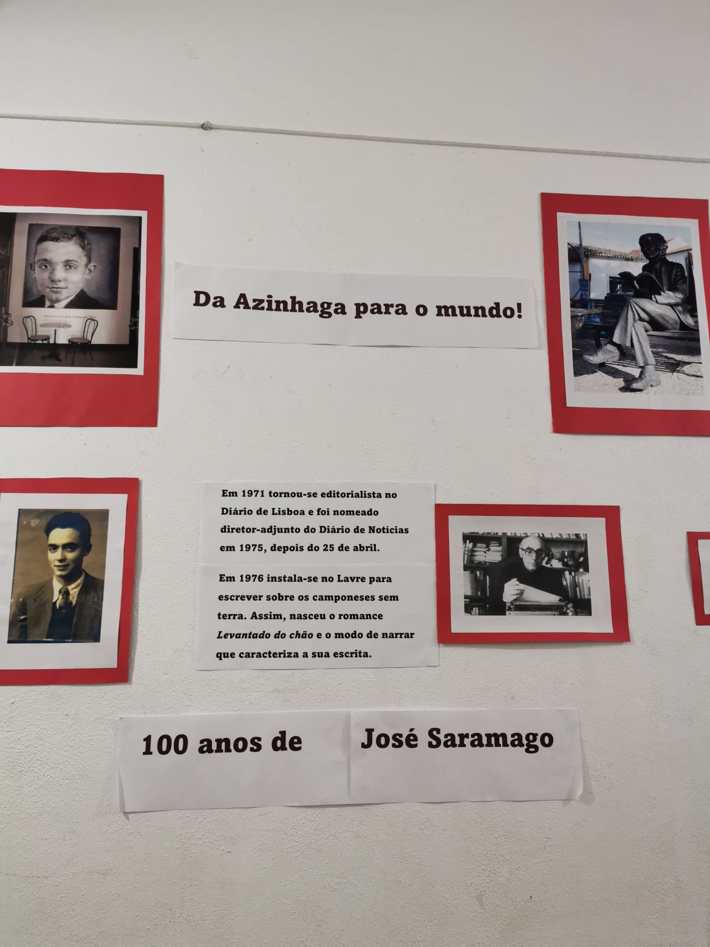 Da Azinhaga para o mundo!
Em 1971 tornou-se editorialista no
Diário de Lisboa e foi nomeado
diretor-adjunto do Diário de Notícias
em 1975, depois do 25 de abril.
Em 1976 instala-se no Lavre para
escrever sobre os camponeses sem
terra. Assim, nasceu o romance
Levantado do chão e o modo de narrar
que caracteriza a sua escrita.
100 anos de José Saramago